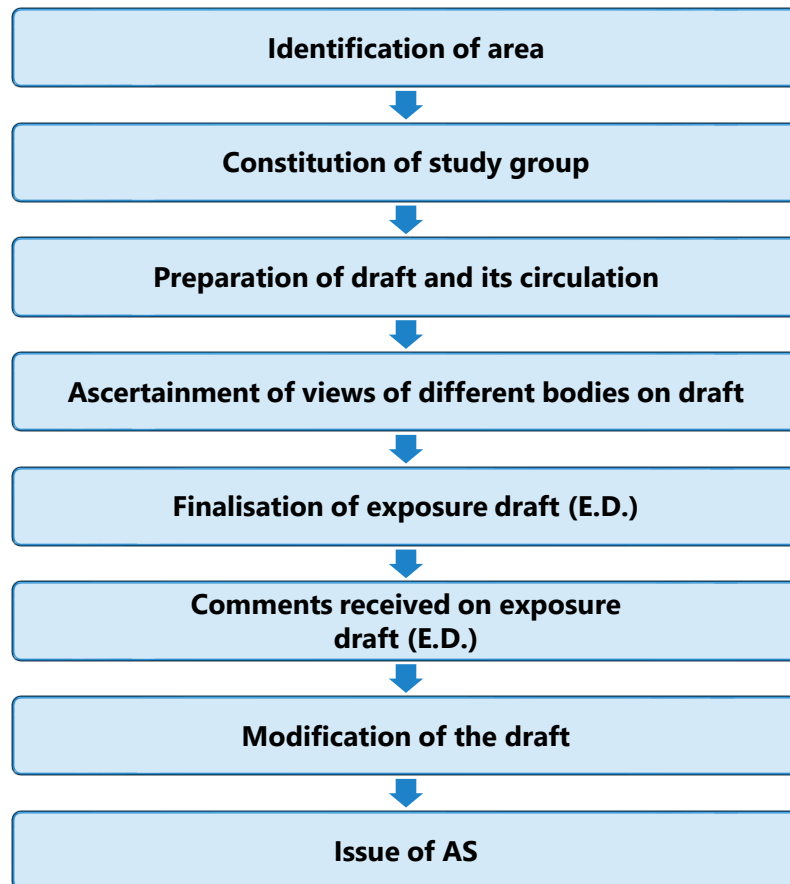 Identification of area
Constitution of study group
Preparation of draft and its circulation
Ascertainment of views of different bodies on draft
Finalisation of exposure draft (E.D.)
Comments received on exposure
draft (E.D.)
Modification of the draft
Issue of AS